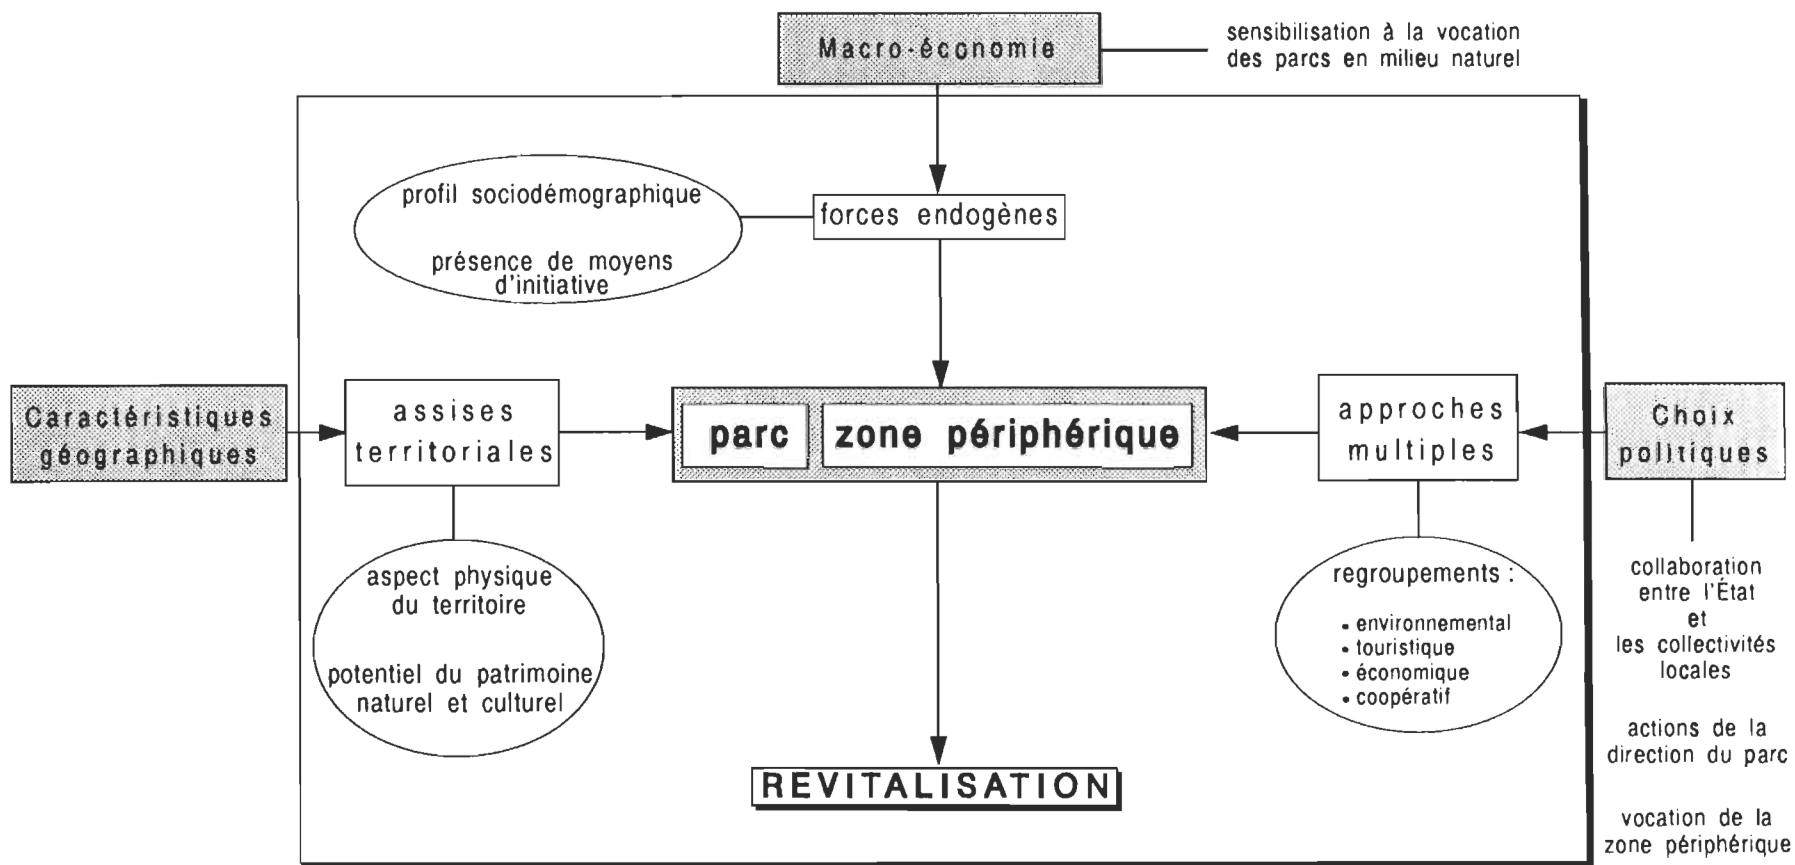 Macro-économie
sensibilisation à la vocation
des parcs en milieu naturel
profil sociodémographique
présence de moyens
d'initiative
forces endogènes
Caractéristiques
géographiques
assises
territoriales
parc
zone périphérique
approches
multiples
Choix
politiques
aspect physique
du territoire
potentiel du patrimoine
naturel et culturel
regroupements :
• environnemental
• touristique
• économique
• coopératif
collaboration
entre l'État
et
les collectivités
locales
actions de la
direction du parc
vocation de la
zone périphérique
REVITALISATION